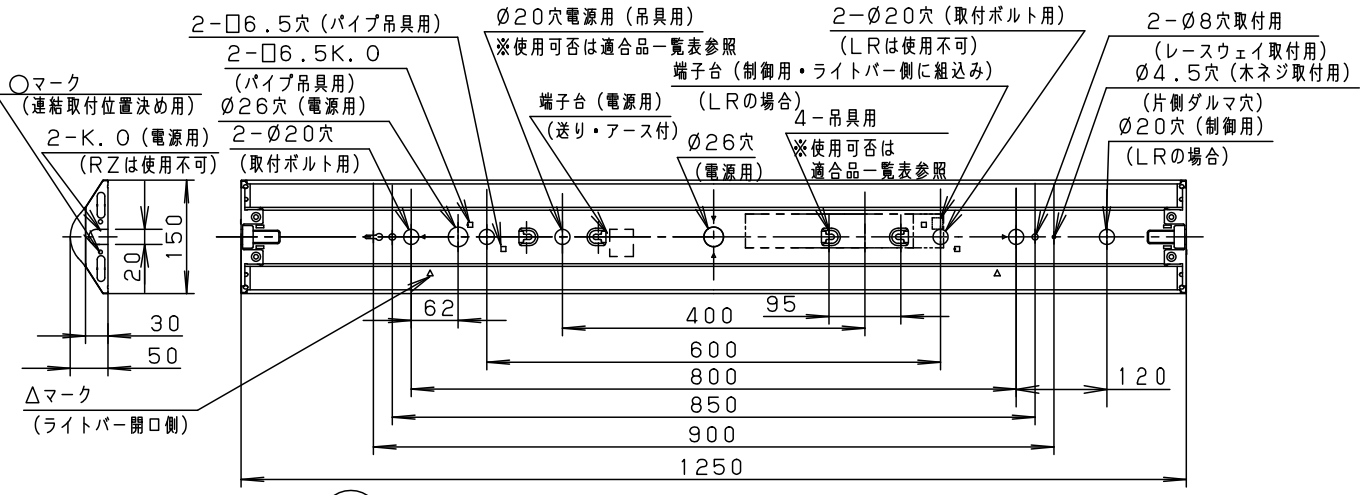 2-□6.5穴(パイプ吊具用)
2-□6.5K.O
(パイプ吊具用)
Ø26穴(電源用)
2-Ø20穴
(取付ボルト用)
○マーク
(連結取付位置決め用)
2-K.O(電源用)
(RZは使用不可)
Ø20穴電源用(吊具用)
※使用可否は適合品一覧表参照
端子台(電源用)
(送り・アース付)
端子台(制御用・ライトバー側に組込み)
(LRの場合)
Ø26穴
(電源用)
4-吊具用
※使用可否は
適合品一覧表参照
2-Ø20穴(取付ボルト用)
(LRは使用不可)
2-Ø8穴取付用
(レースウェイ取付用)
Ø4.5穴(木ネジ取付用)
(片側ダルマ穴)
Ø20穴(制御用)
(LRの場合)
150
20
30
50
△マーク
(ライトバー開口側)
62
400
95
600
800
120
850
900
1250